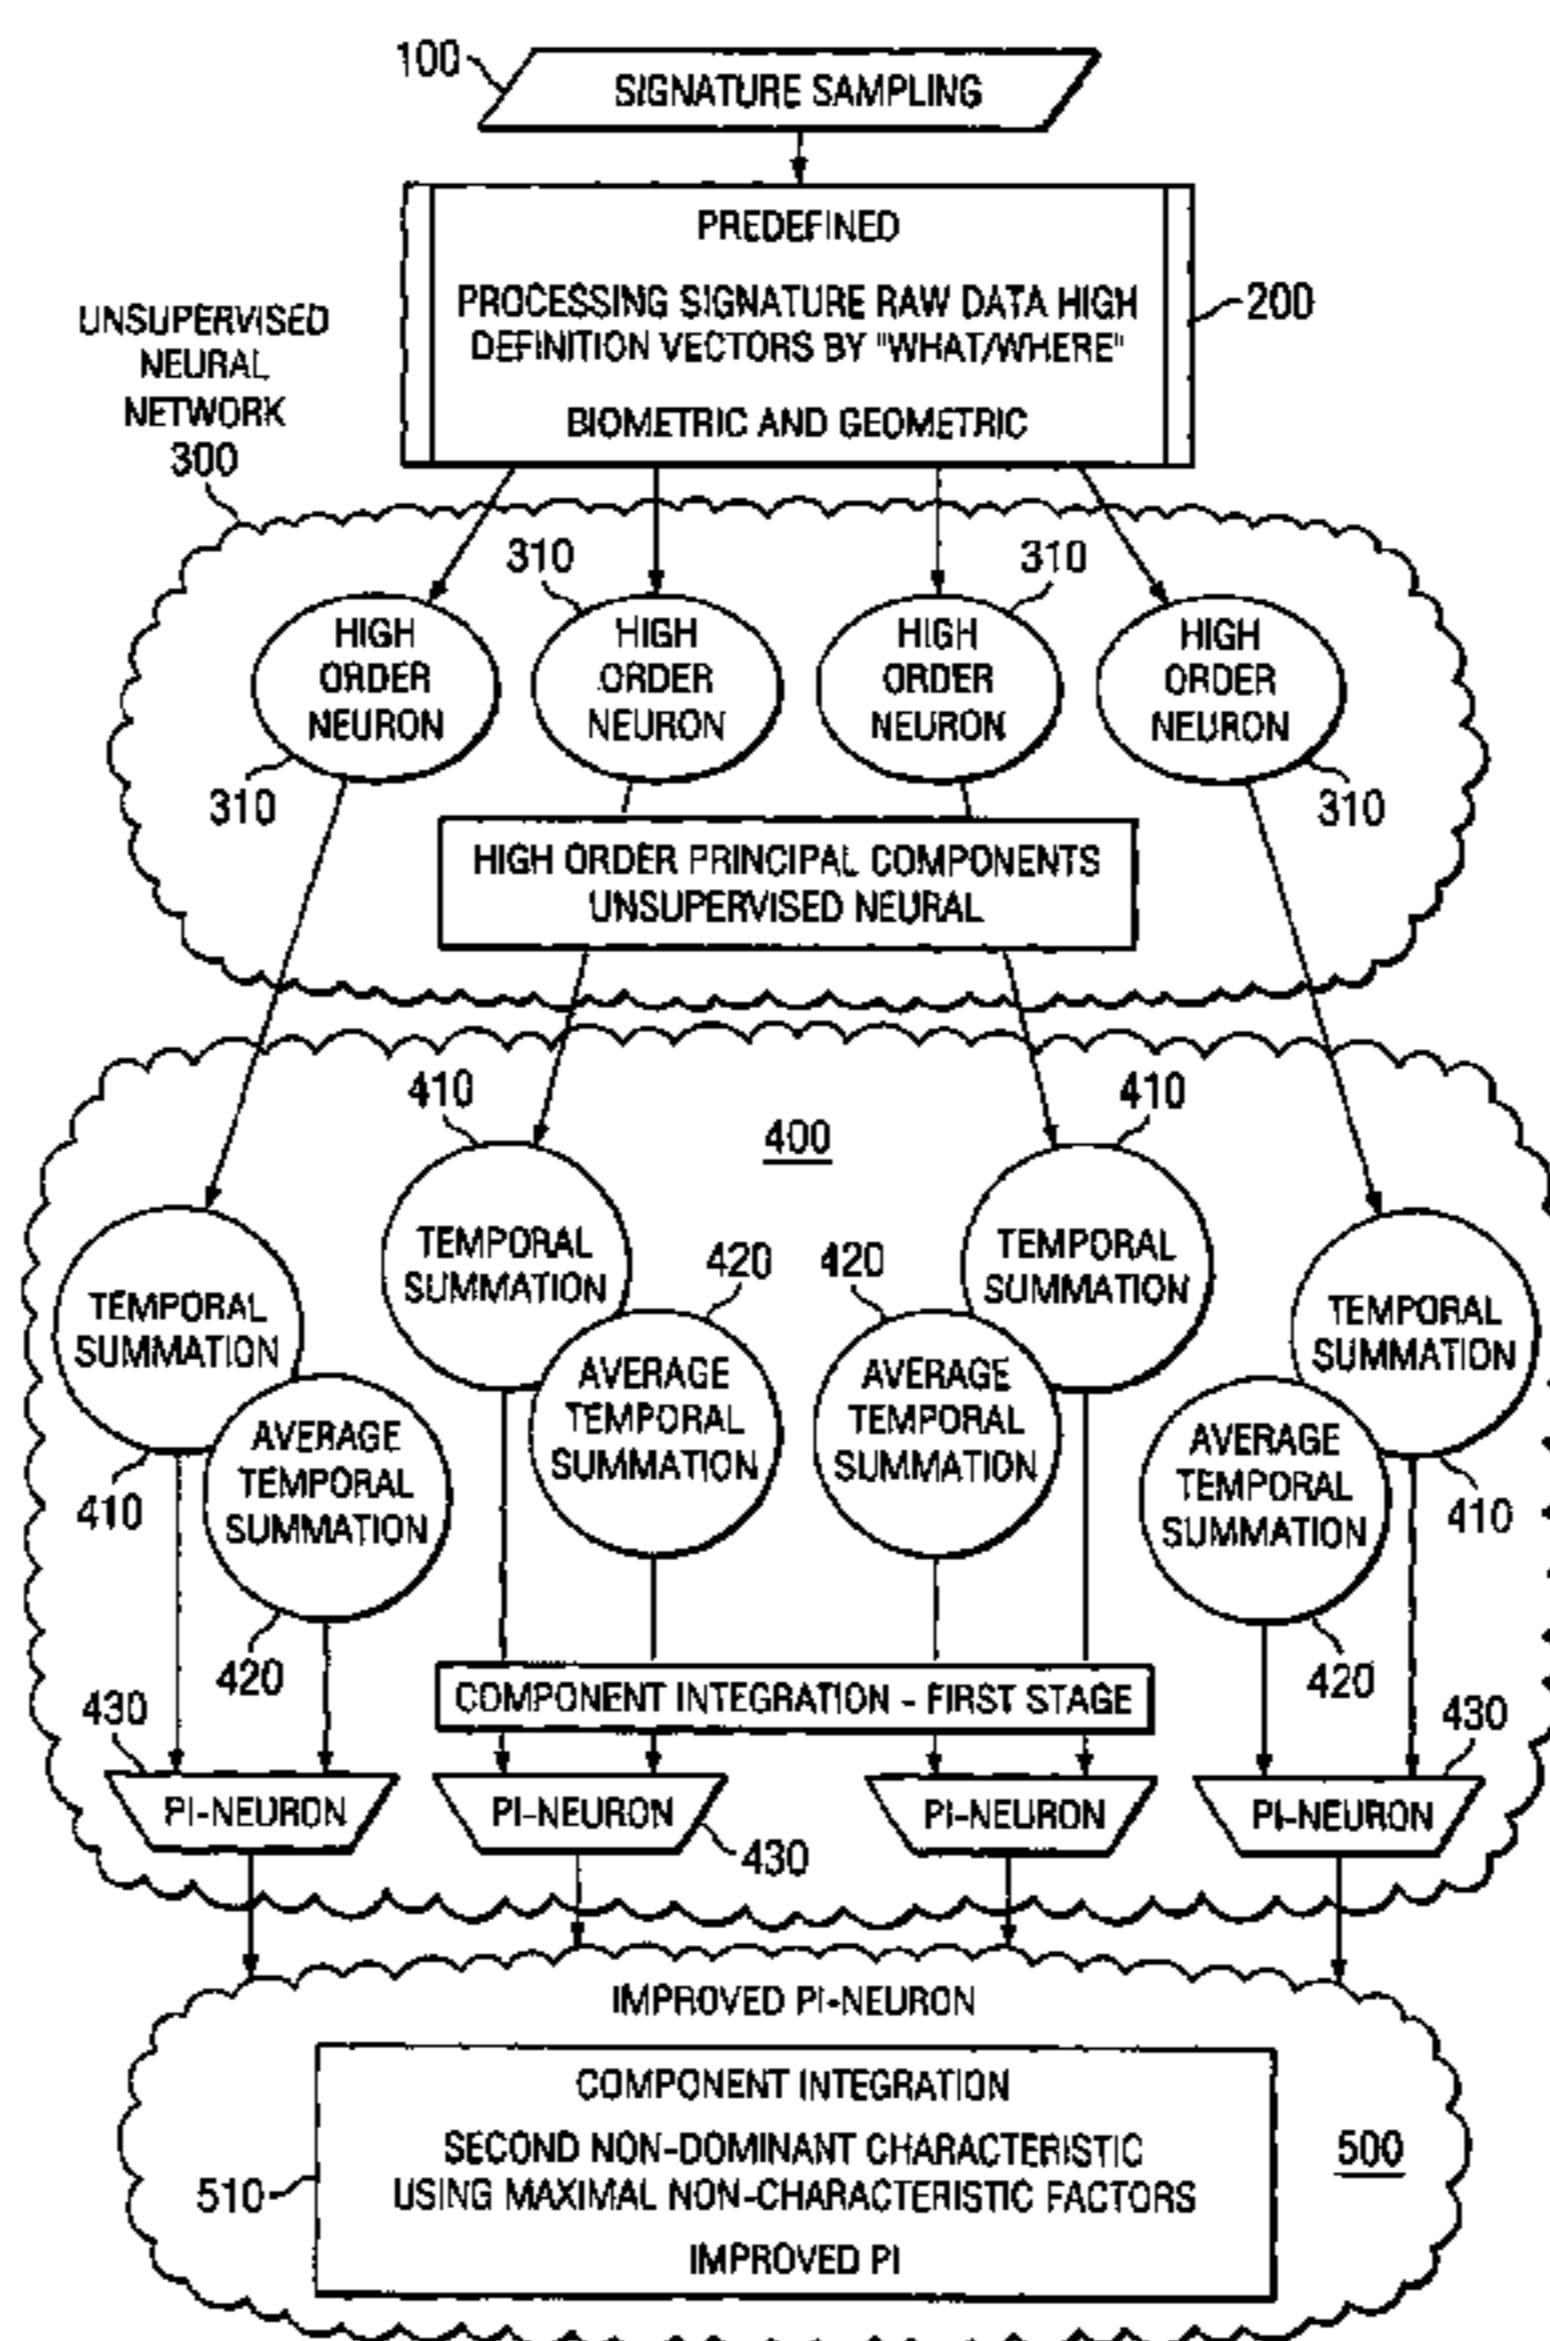 100
SIGNATURE SAMPLING
PREDEFINED
PROCESSING SIGNATURE RAW DATA HIGH
DEFINITION VECTORS BY "WHAT/WHERE"
BIOMETRIC AND GEOMETRIC
200
UNSUPERVISED
NEURAL
NETWORK
300
310
310
HIGH
ORDER
NEURON
HIGH
ORDER
NEURON
HIGH
ORDER
NEURON
HIGH
ORDER
NEURON
310
310
HIGH ORDER PRINCIPAL COMPONENTS
UNSUPERVISED NEURAL
410
400
410
TEMPORAL
SUMMATION
TEMPORAL
SUMMATION
420
420
TEMPORAL
SUMMATION
TEMPORAL
SUMMATION
AVERAGE
TEMPORAL
SUMMATION
AVERAGE
TEMPORAL
SUMMATION
AVERAGE
TEMPORAL
SUMMATION
AVERAGE
TEMPORAL
SUMMATION
410
410
420
420
COMPONENT INTEGRATION - FIRST STAGE
430
430
PI-NEURON
PI-NEURON
PI-NEURON
PI-NEURON
430
IMPROVED PI-NEURON
COMPONENT INTEGRATION
SECOND NON-DOMINANT CHARACTERISTIC
USING MAXIMAL NON-CHARACTERISTIC FACTORS
IMPROVED PI
500
510